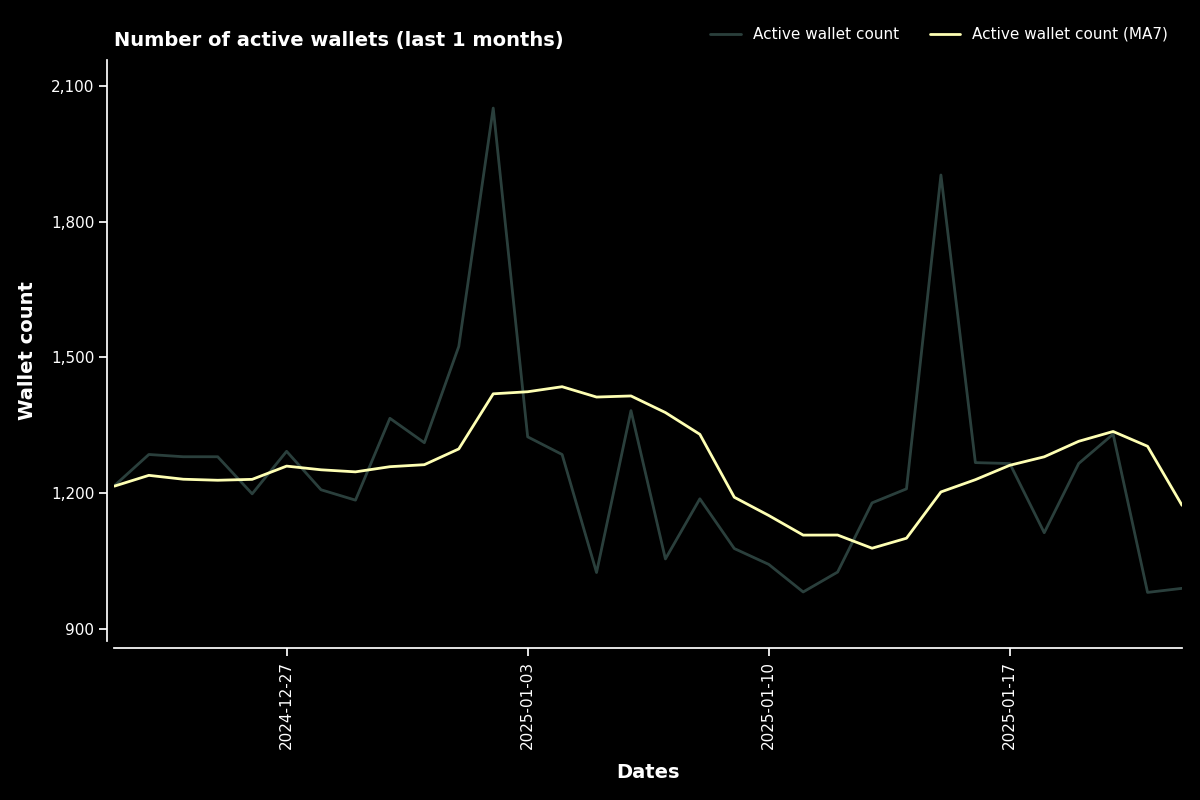 Number of active wallets (last 1 months)
Active wallet count
Active wallet count (MA7)
2,100
1,800
1,500
1,200
900
Wallet count
2024-12-27
2025-01-03
2025-01-10
2025-01-17
Dates